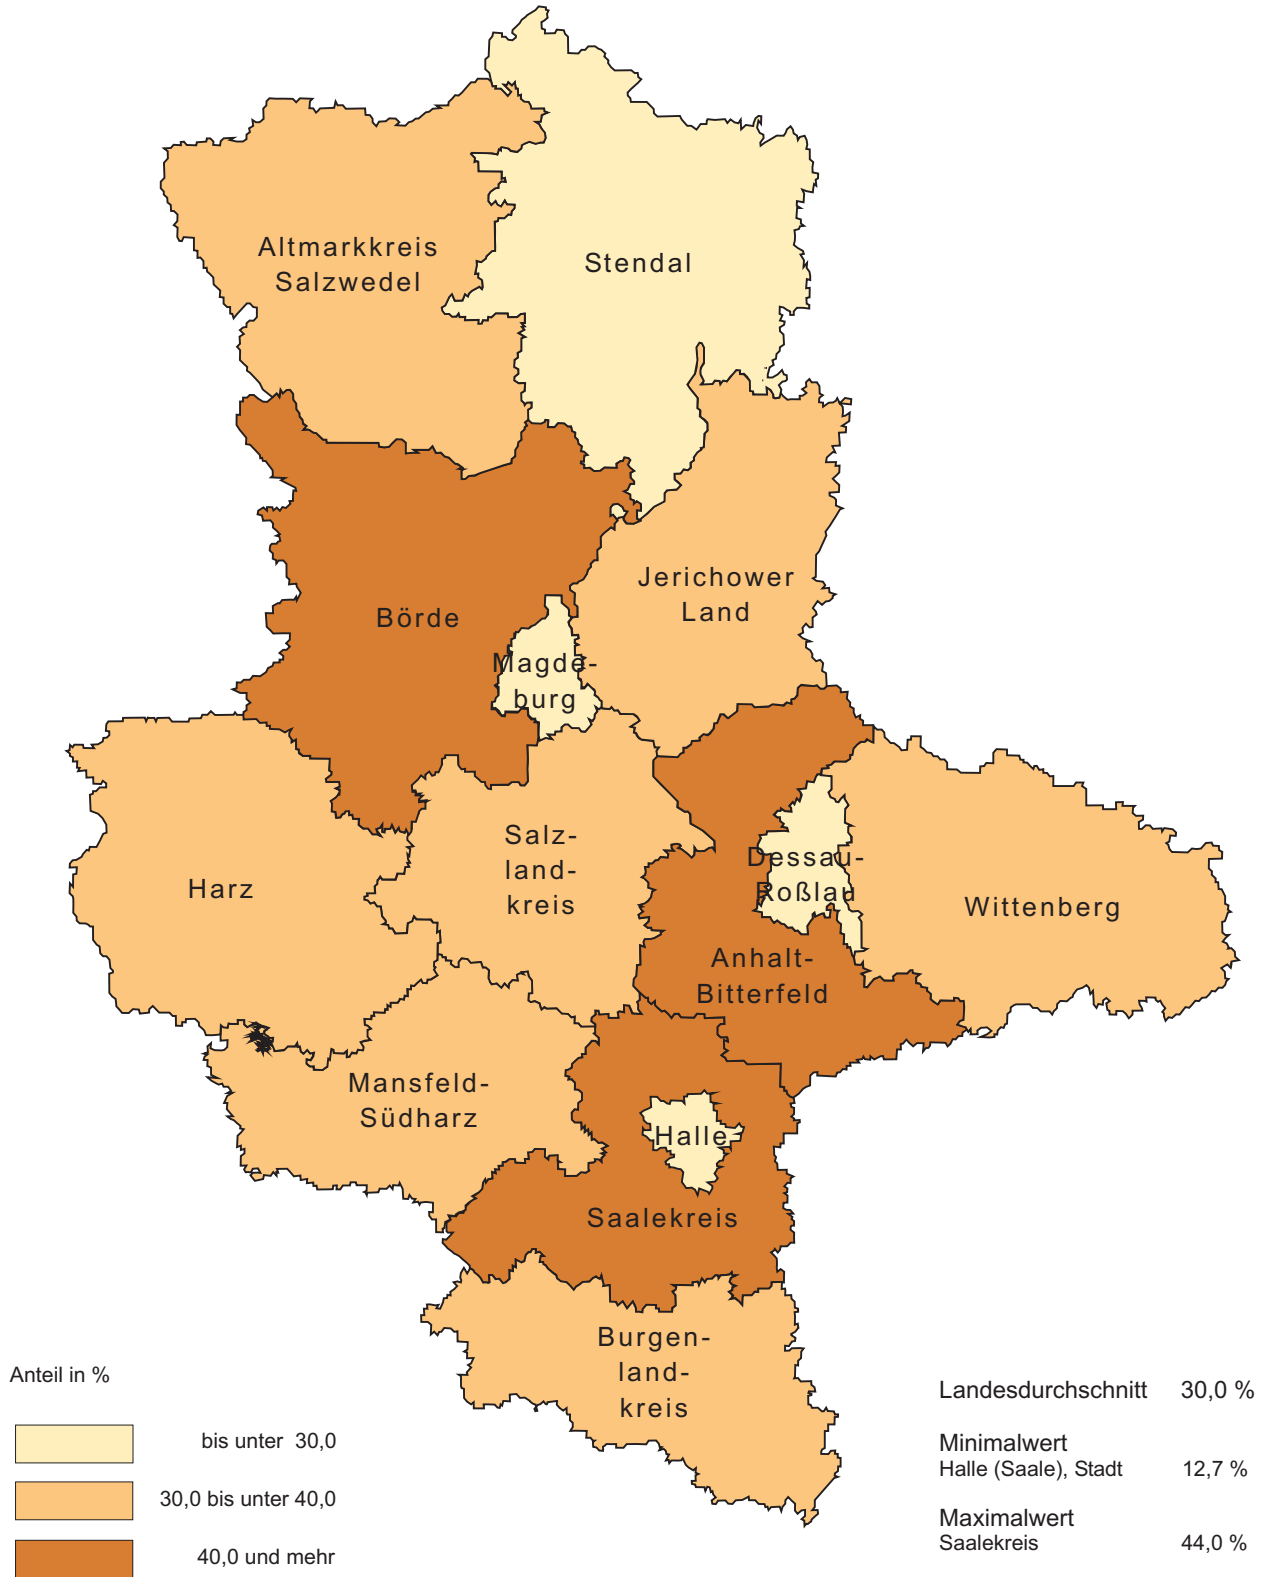 Altmarkkreis
Salzwedel
Stendal
Jerichower
Land
Börde
Magde-
burg
Salz-
land-
kreis
Harz
Dessau-
Roßlau
Wittenberg
Anhalt-
Bitterfeld
Mansfeld-
Südharz
Halle
Saalekreis
Burgen-
land-
kreis
Anteil in %
bis unter 30,0
30,0 bis unter 40,0
40,0 und mehr
Landesdurchschnitt 30,0 %
Minimalwert
Halle (Saale), Stadt 12,7 %
Maximalwert
Saalekreis 44,0 %